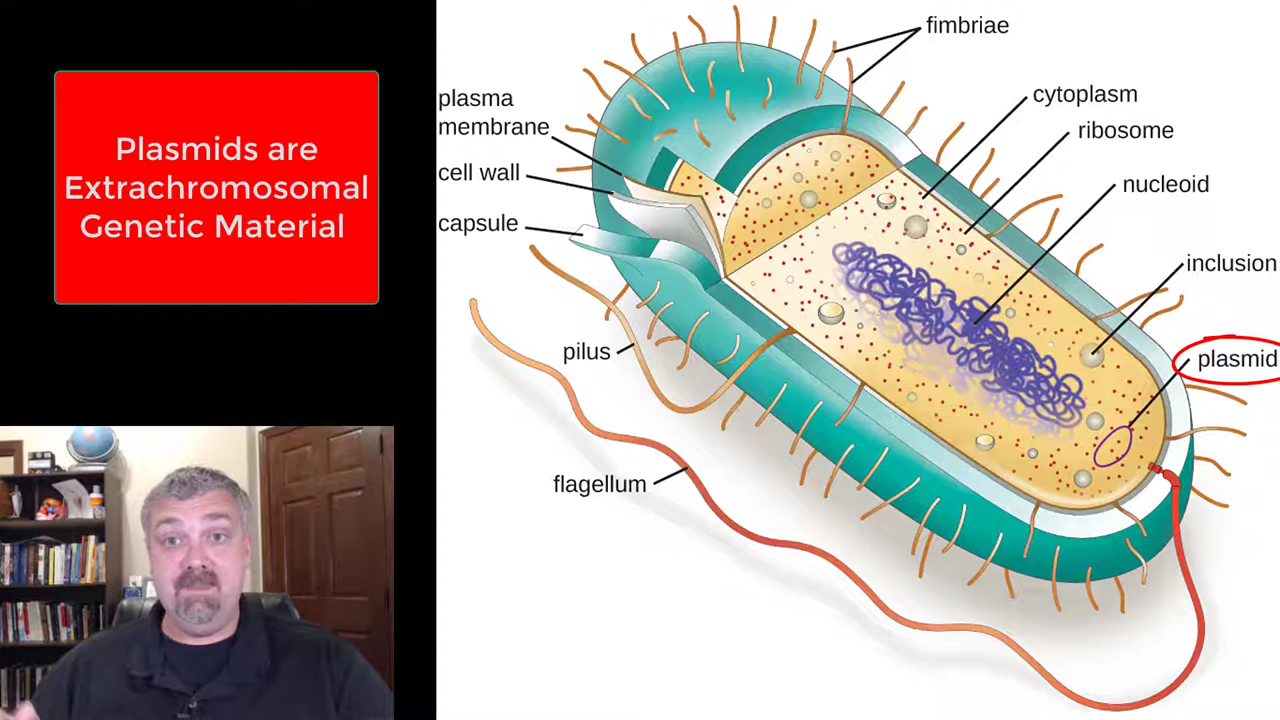 Plasmids are
Extrachromosomal
Genetic Material
fimbriae
plasma
membrane
cytoplasm
ribosome
cell wall
nucleoid
capsule
inclusion
pilus
plasmid
flagellum